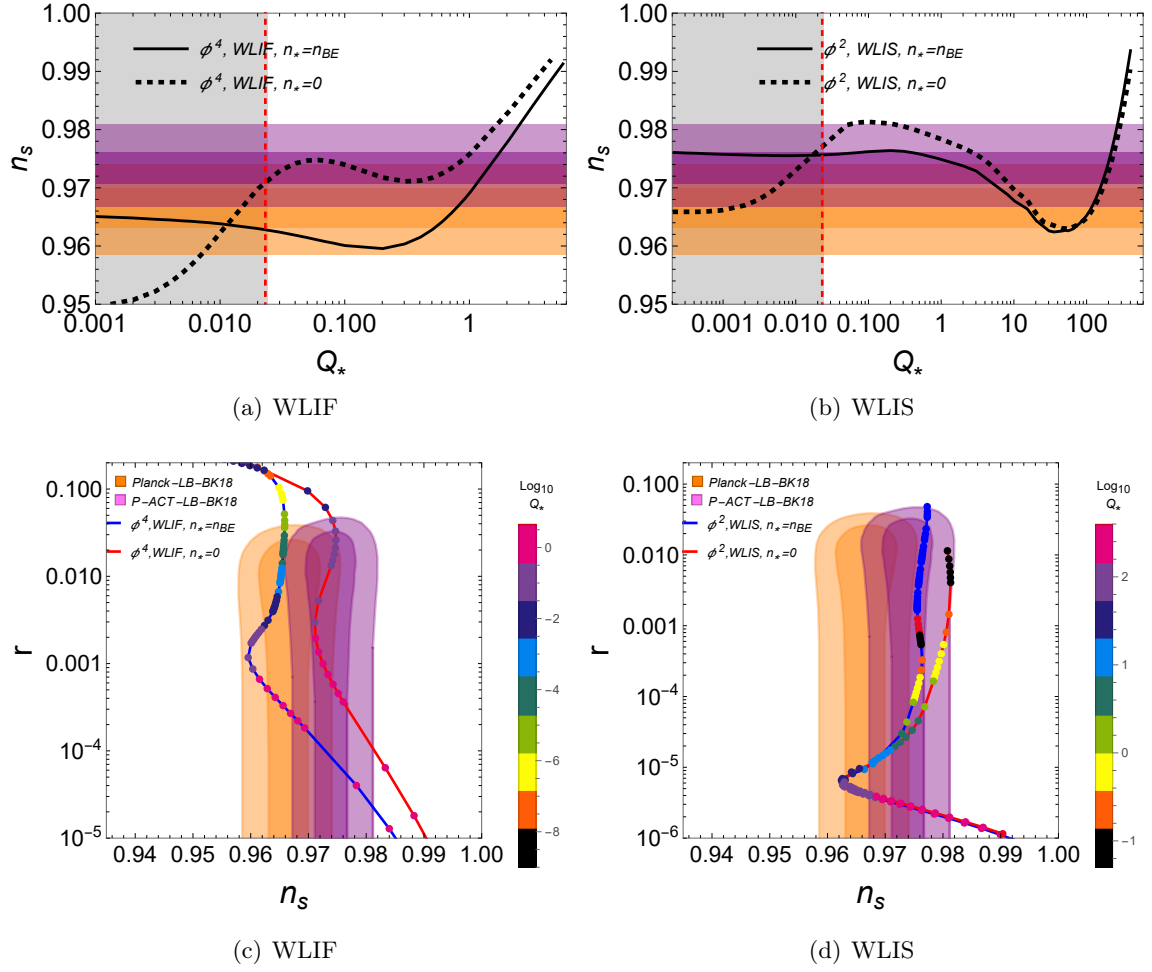 1.00
0.99
0.98
0.97
0.96
0.95
n_s
ϕ^4, WLIF, n_*=n_BE
ϕ^4, WLIF, n_*=0
0.001 0.010 0.100 1
Q_*
(a) WLIF
1.00
0.99
0.98
0.97
0.96
0.95
n_s
ϕ^2, WLIS, n_*=n_BE
ϕ^2, WLIS, n_*=0
0.001 0.010 0.100 1 10 100
Q_*
(b) WLIS
0.100
0.010
0.001
10^-4
10^-5
r
Planck-LB-BK18
P-ACT-LB-BK18
ϕ^4,WLIF, n_*=n_BE
ϕ^4,WLIF, n_*=0
0.94 0.95 0.96 0.97 0.98 0.99 1.00
n_s
Log_10
Q_*
0
-2
-4
-6
-8
(c) WLIF
0.100
0.010
0.001
10^-4
10^-5
10^-6
r
Planck-LB-BK18
P-ACT-LB-BK18
ϕ^2,WLIS, n_*=n_BE
ϕ^2,WLIS, n_*=0
0.94 0.95 0.96 0.97 0.98 0.99 1.00
n_s
Log_10
Q_*
2
1
0
-1
(d) WLIS